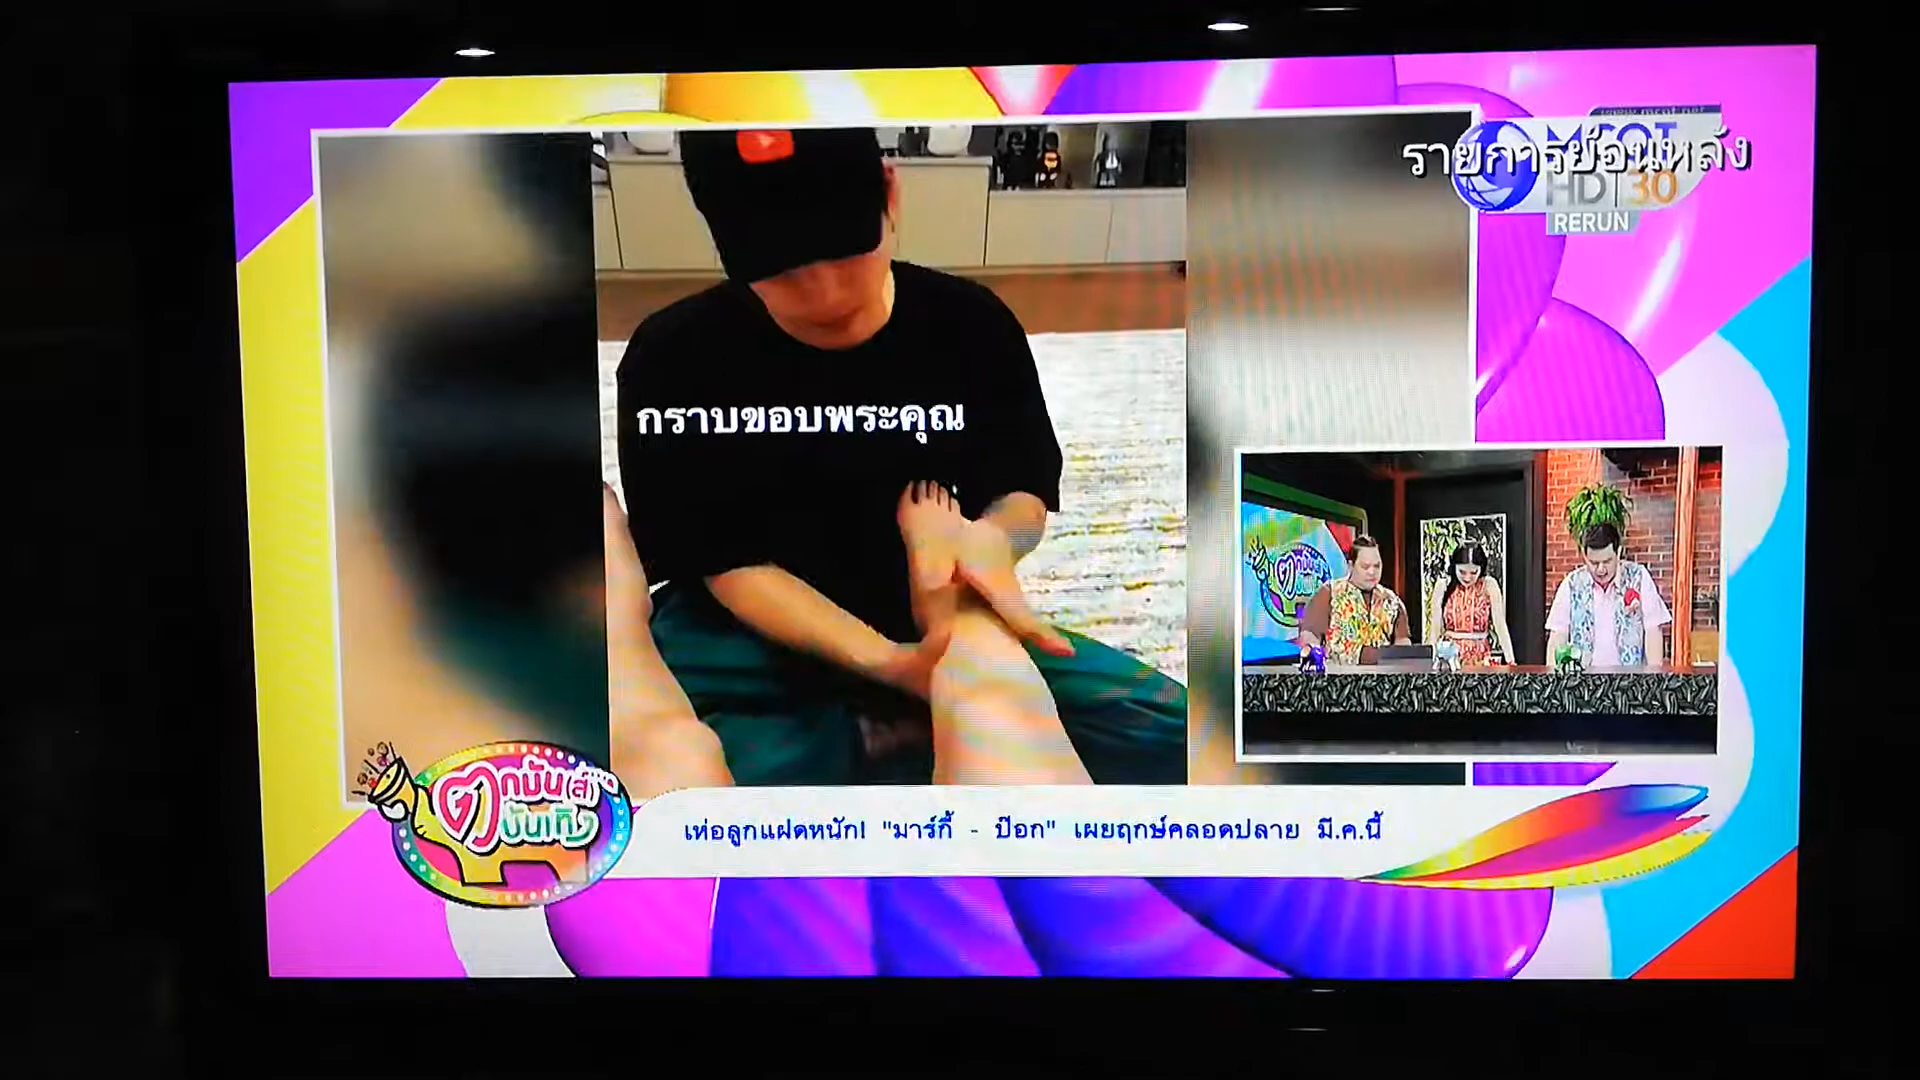 www.mcot.net
รายการย้อนหลัง
HD 30
RERUN
กราบขอบพระคุณ
ตกมัน(ส์)
บันเทิง
เห่อลูกแฝดหนัก! "มาร์กี้ - ป๊อก" เผยฤกษ์คลอดปลาย มี.ค.นี้